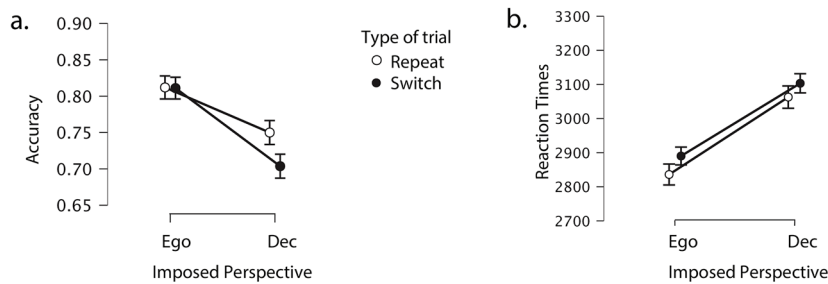 a.
Accuracy
0.90
0.85
0.80
0.75
0.70
0.65
Ego
Dec
Imposed Perspective
Type of trial
Repeat
Switch
b.
Reaction Times
3300
3200
3100
3000
2900
2800
2700
Ego
Dec
Imposed Perspective